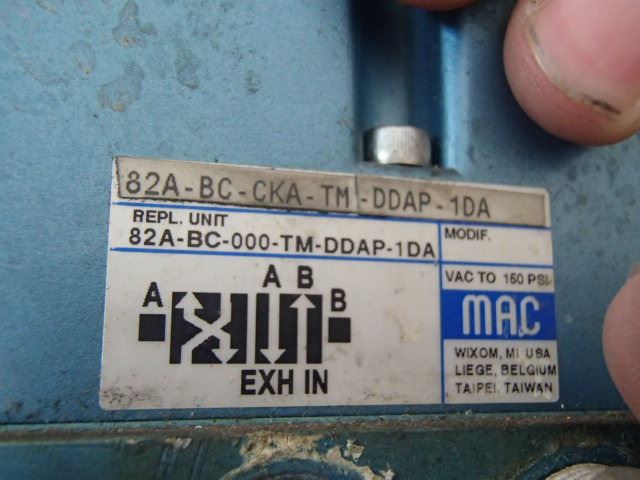 82A-BC-CKA-TM-DDAP-1DA
REPL. UNIT
82A-BC-000-TM-DDAP-1DA
MODIF.
VAC TO 150 PSI
A B
A
B
EXH IN
MAC
WIXOM, MI USA
LIEGE, BELGIUM
TAIPEI, TAIWAN